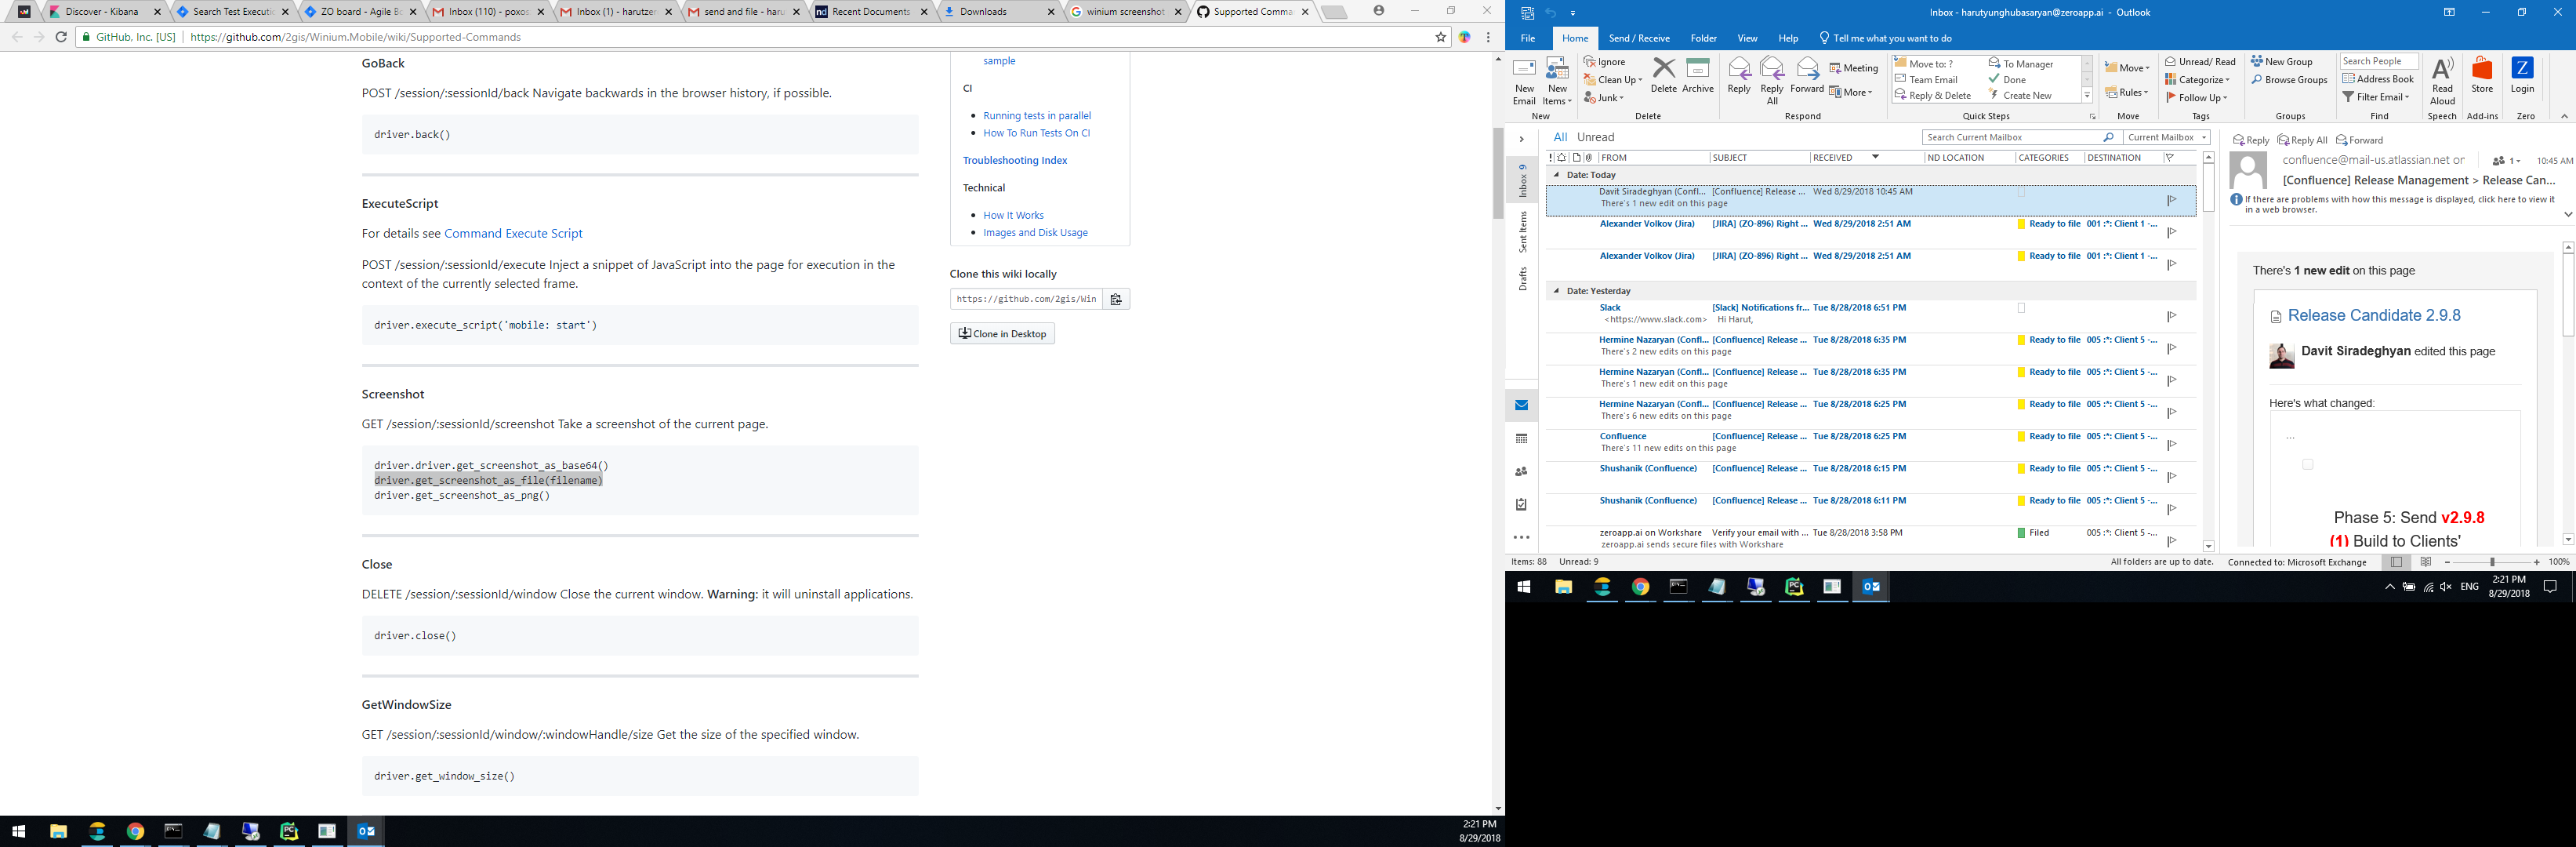 Discover - Kibana
Search Test Executi
ZO board - Agile Bo
Inbox (110) - poxos
Inbox (1) - harutzer
send and file - haru
Recent Documents
Downloads
winium screenshot
Supported Comma
GitHub, Inc. [US] | https://github.com/2gis/Winium.Mobile/wiki/Supported-Commands
GoBack
POST /session/:sessionId/back Navigate backwards in the browser history, if possible.
driver.back()
ExecuteScript
For details see Command Execute Script
POST /session/:sessionId/execute Inject a snippet of JavaScript into the page for execution in the
context of the currently selected frame.
driver.execute_script('mobile: start')
Screenshot
GET /session/:sessionId/screenshot Take a screenshot of the current page.
driver.driver.get_screenshot_as_base64()
driver.get_screenshot_as_file(filename)
driver.get_screenshot_as_png()
Close
DELETE /session/:sessionId/window Close the current window. Warning: it will uninstall applications.
driver.close()
GetWindowSize
GET /session/:sessionId/window/:windowHandle/size Get the size of the specified window.
driver.get_window_size()
sample
CI
Running tests in parallel
How To Run Tests On CI
Troubleshooting Index
Technical
How It Works
Images and Disk Usage
Clone this wiki locally
https://github.com/2gis/Win
Clone in Desktop
2:21 PM
8/29/2018
Inbox - harutyunghubasaryan@zeroapp.ai - Outlook
File Home Send / Receive Folder View Help Tell me what you want to do
New Email
New Items
New
Ignore
Clean Up
Junk
Delete
Archive
Delete
Reply
Reply All
Forward
Meeting
More
Respond
Move to: ?
Team Email
Reply & Delete
To Manager
Done
Create New
Quick Steps
Move
Rules
Move
Unread/ Read
Categorize
Follow Up
Tags
New Group
Browse Groups
Groups
Search People
Address Book
Filter Email
Find
Read Aloud
Speech
Store
Add-ins
Login
Zero
Inbox 9
Sent Items
Drafts
All Unread
Search Current Mailbox
Current Mailbox
FROM SUBJECT RECEIVED ND LOCATION CATEGORIES DESTINATION
Date: Today
Davit Siradeghyan (Confl... [Confluence] Release ... Wed 8/29/2018 10:45 AM
There's 1 new edit on this page
Alexander Volkov (Jira) [JIRA] (ZO-896) Right ... Wed 8/29/2018 2:51 AM Ready to file 001 :*: Client 1 -...
Alexander Volkov (Jira) [JIRA] (ZO-896) Right ... Wed 8/29/2018 2:51 AM Ready to file 001 :*: Client 1 -...
Date: Yesterday
Slack [Slack] Notifications fr... Tue 8/28/2018 6:51 PM
<https://www.slack.com> Hi Harut,
Hermine Nazaryan (Confl... [Confluence] Release ... Tue 8/28/2018 6:35 PM Ready to file 005 :*: Client 5 -...
There's 2 new edits on this page
Hermine Nazaryan (Confl... [Confluence] Release ... Tue 8/28/2018 6:35 PM Ready to file 005 :*: Client 5 -...
There's 1 new edit on this page
Hermine Nazaryan (Confl... [Confluence] Release ... Tue 8/28/2018 6:25 PM Ready to file 005 :*: Client 5 -...
There's 6 new edits on this page
Confluence [Confluence] Release ... Tue 8/28/2018 6:25 PM Ready to file 005 :*: Client 5 -...
There's 11 new edits on this page
Shushanik (Confluence) [Confluence] Release ... Tue 8/28/2018 6:15 PM Ready to file 005 :*: Client 5 -...
Shushanik (Confluence) [Confluence] Release ... Tue 8/28/2018 6:11 PM Ready to file 005 :*: Client 5 -...
zeroapp.ai on Workshare Verify your email with ... Tue 8/28/2018 3:58 PM Filed 005 :*: Client 5 -...
zeroapp.ai sends secure files with Workshare
Reply Reply All Forward
confluence@mail-us.atlassian.net or 1 10:45 AM
[Confluence] Release Management > Release Can...
If there are problems with how this message is displayed, click here to view it
in a web browser.
There's 1 new edit on this page
Release Candidate 2.9.8
Davit Siradeghyan edited this page
Here's what changed:
...
Phase 5: Send v2.9.8
(1) Build to Clients'
Items: 88 Unread: 9
All folders are up to date. Connected to: Microsoft Exchange 100%
ENG
2:21 PM
8/29/2018